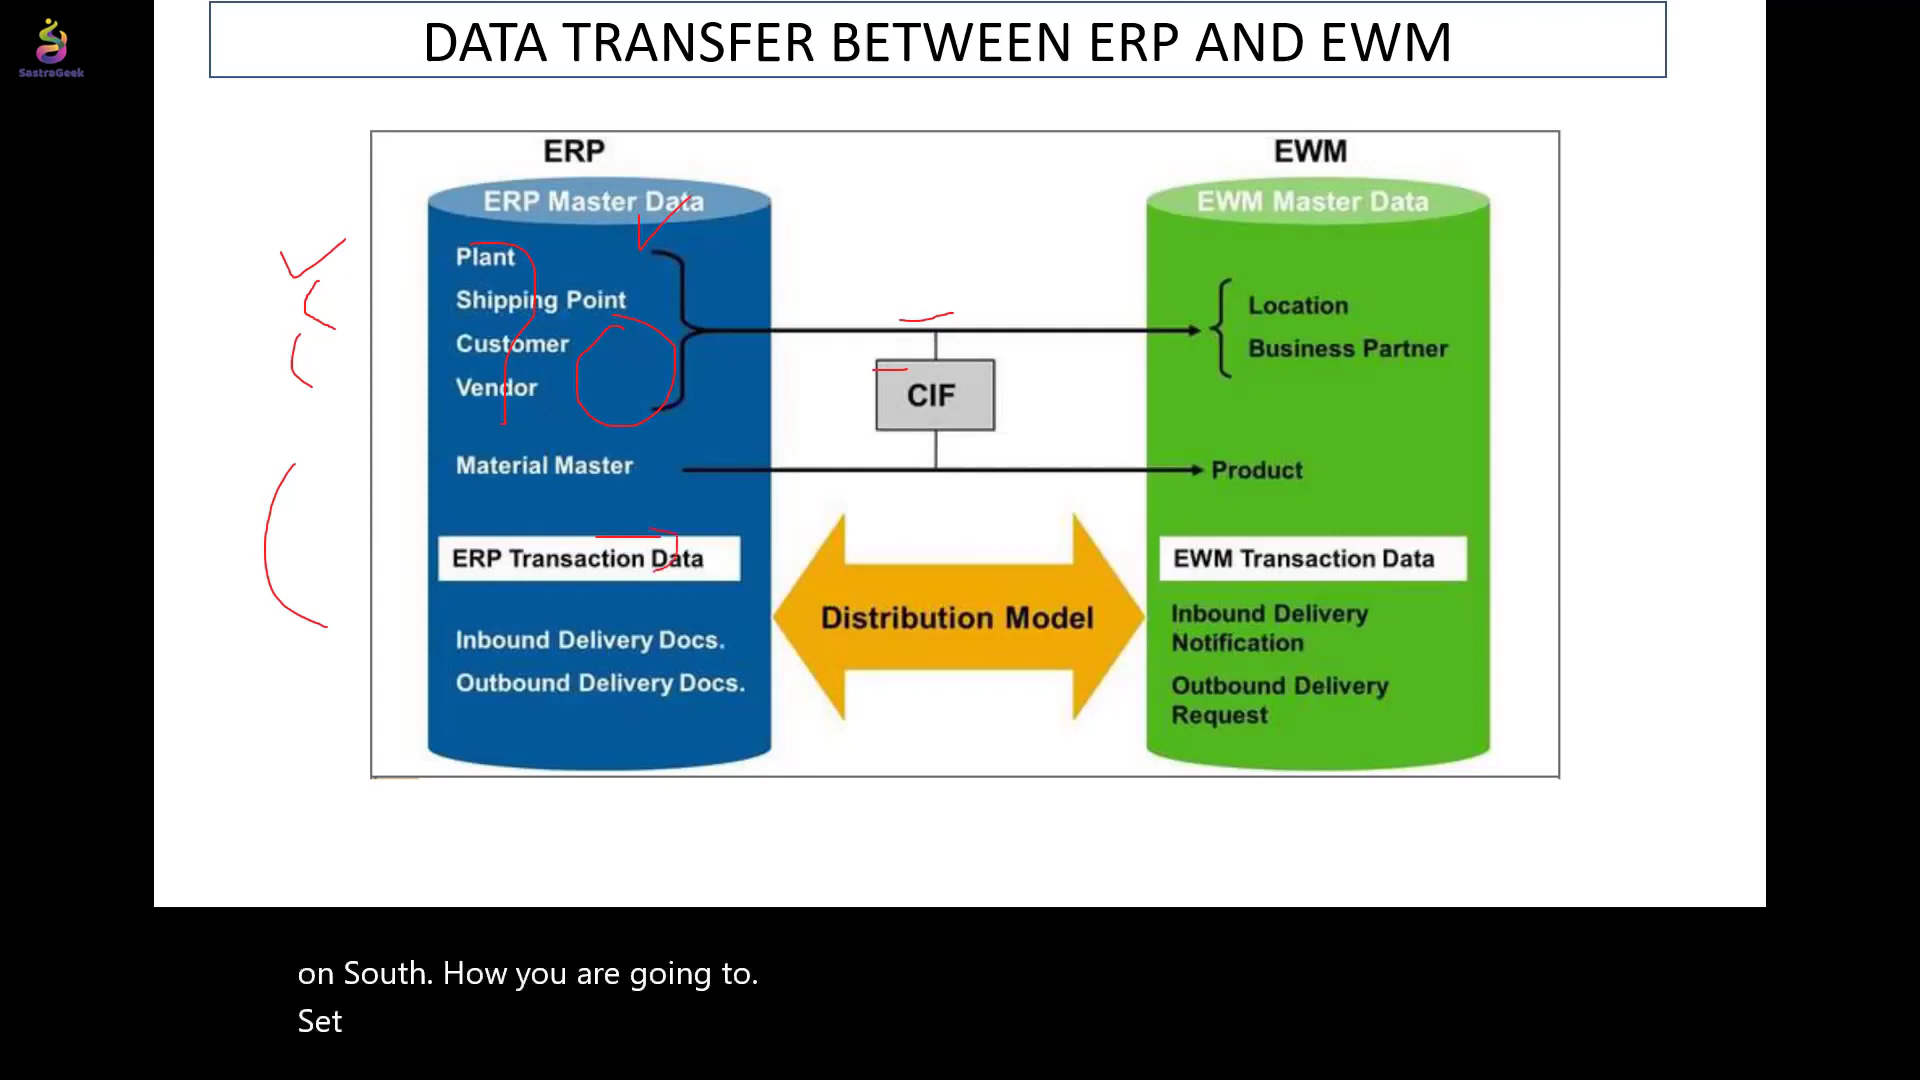 SastraGeek
DATA TRANSFER BETWEEN ERP AND EWM
ERP
EWM
ERP Master Data
EWM Master Data
Plant
Shipping Point
Customer
Vendor
Location
Business Partner
CIF
Material Master
Product
ERP Transaction Data
EWM Transaction Data
Distribution Model
Inbound Delivery Docs.
Outbound Delivery Docs.
Inbound Delivery
Notification
Outbound Delivery
Request
on South. How you are going to.
Set